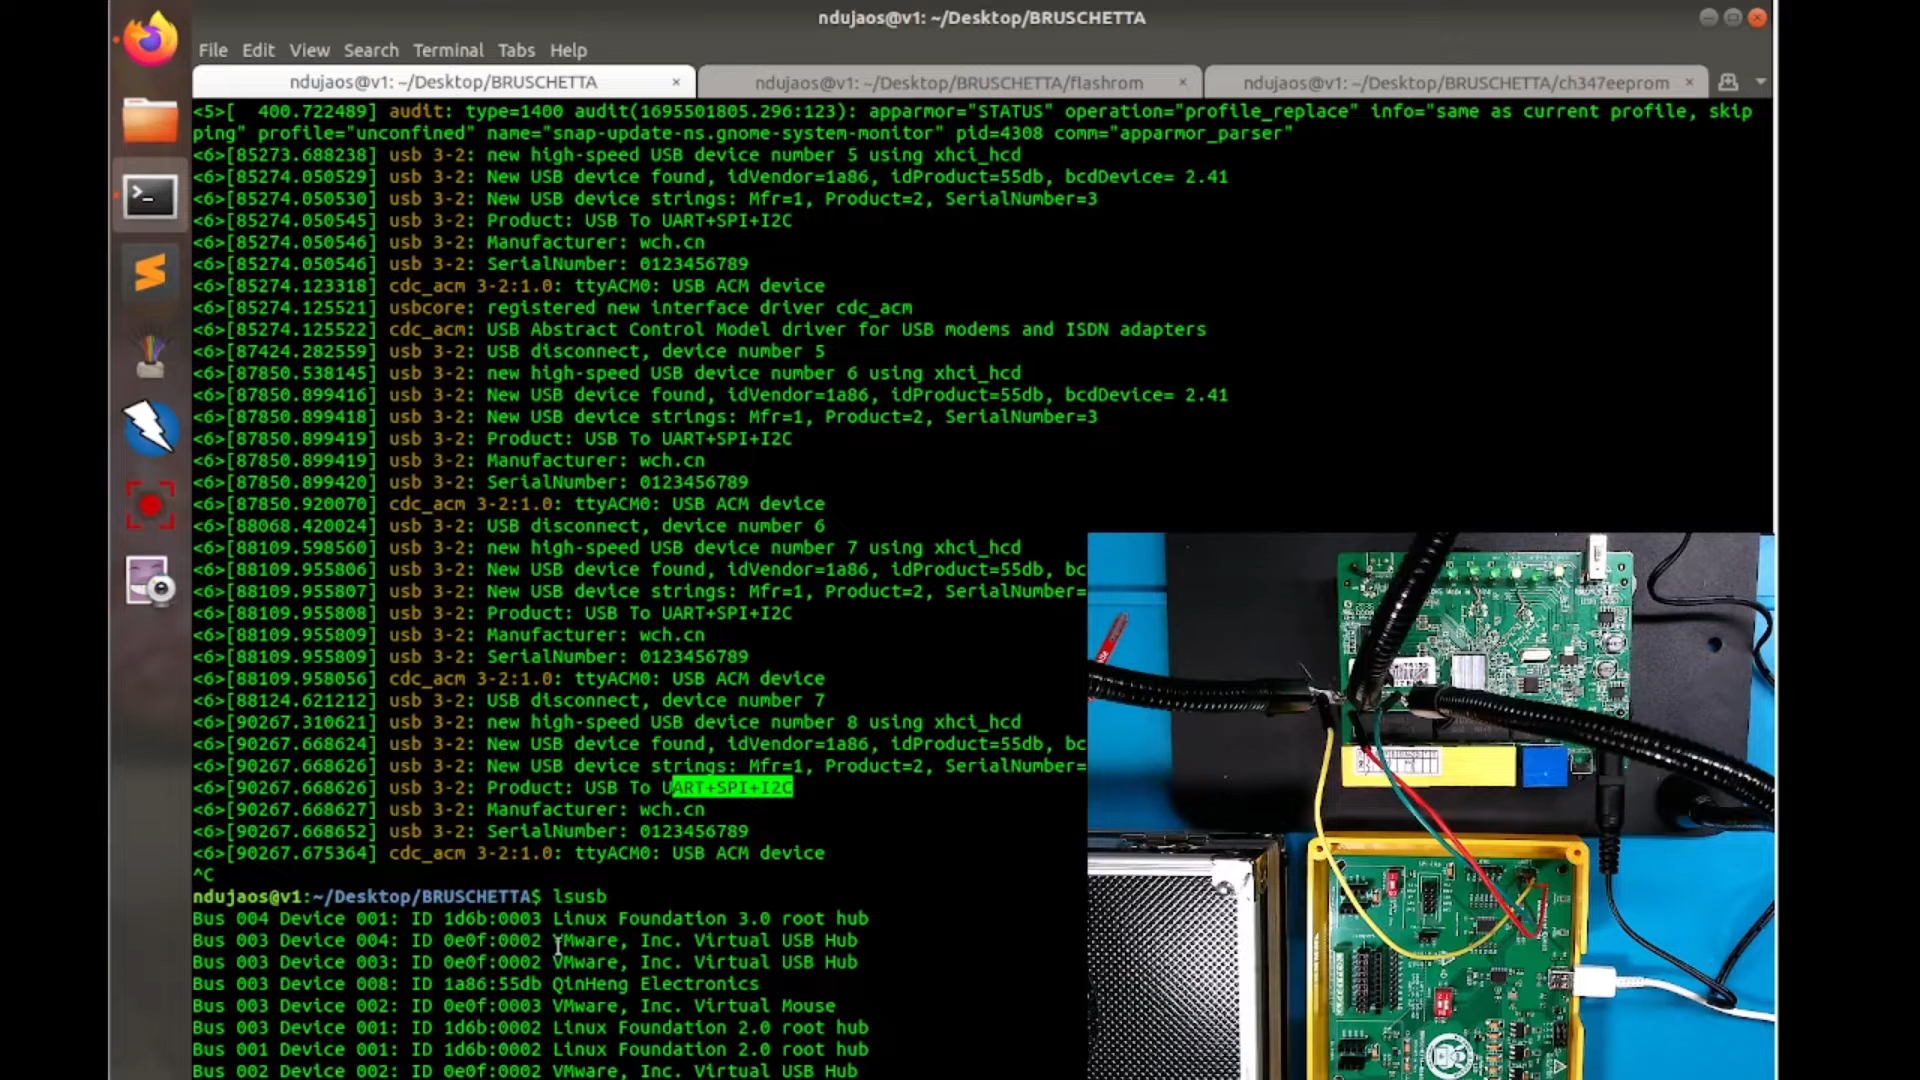 ndujaos@v1: ~/Desktop/BRUSCHETTA
File Edit View Search Terminal Tabs Help
ndujaos@v1: ~/Desktop/BRUSCHETTA × ndujaos@v1: ~/Desktop/BRUSCHETTA/flashrom × ndujaos@v1: ~/Desktop/BRUSCHETTA/ch347eeprom ×
<5>[  400.722489] audit: type=1400 audit(1695501805.296:123): apparmor="STATUS" operation="profile_replace" info="same as current profile, skip
ping" profile="unconfined" name="snap-update-ns.gnome-system-monitor" pid=4308 comm="apparmor_parser"
<6>[85273.688238] usb 3-2: new high-speed USB device number 5 using xhci_hcd
<6>[85274.050529] usb 3-2: New USB device found, idVendor=1a86, idProduct=55db, bcdDevice= 2.41
<6>[85274.050530] usb 3-2: New USB device strings: Mfr=1, Product=2, SerialNumber=3
<6>[85274.050545] usb 3-2: Product: USB To UART+SPI+I2C
<6>[85274.050546] usb 3-2: Manufacturer: wch.cn
<6>[85274.050546] usb 3-2: SerialNumber: 0123456789
<6>[85274.123318] cdc_acm 3-2:1.0: ttyACM0: USB ACM device
<6>[85274.125521] usbcore: registered new interface driver cdc_acm
<6>[85274.125522] cdc_acm: USB Abstract Control Model driver for USB modems and ISDN adapters
<6>[87424.282559] usb 3-2: USB disconnect, device number 5
<6>[87850.538145] usb 3-2: new high-speed USB device number 6 using xhci_hcd
<6>[87850.899416] usb 3-2: New USB device found, idVendor=1a86, idProduct=55db, bcdDevice= 2.41
<6>[87850.899418] usb 3-2: New USB device strings: Mfr=1, Product=2, SerialNumber=3
<6>[87850.899419] usb 3-2: Product: USB To UART+SPI+I2C
<6>[87850.899419] usb 3-2: Manufacturer: wch.cn
<6>[87850.899420] usb 3-2: SerialNumber: 0123456789
<6>[87850.920070] cdc_acm 3-2:1.0: ttyACM0: USB ACM device
<6>[88068.420024] usb 3-2: USB disconnect, device number 6
<6>[88109.598560] usb 3-2: new high-speed USB device number 7 using xhci_hcd
<6>[88109.955806] usb 3-2: New USB device found, idVendor=1a86, idProduct=55db, bc
<6>[88109.955807] usb 3-2: New USB device strings: Mfr=1, Product=2, SerialNumber=
<6>[88109.955808] usb 3-2: Product: USB To UART+SPI+I2C
<6>[88109.955809] usb 3-2: Manufacturer: wch.cn
<6>[88109.955809] usb 3-2: SerialNumber: 0123456789
<6>[88109.958056] cdc_acm 3-2:1.0: ttyACM0: USB ACM device
<6>[88124.621212] usb 3-2: USB disconnect, device number 7
<6>[90267.310621] usb 3-2: new high-speed USB device number 8 using xhci_hcd
<6>[90267.668624] usb 3-2: New USB device found, idVendor=1a86, idProduct=55db, bc
<6>[90267.668626] usb 3-2: New USB device strings: Mfr=1, Product=2, SerialNumber=
<6>[90267.668626] usb 3-2: Product: USB To UART+SPI+I2C
<6>[90267.668627] usb 3-2: Manufacturer: wch.cn
<6>[90267.668652] usb 3-2: SerialNumber: 0123456789
<6>[90267.675364] cdc_acm 3-2:1.0: ttyACM0: USB ACM device
^C
ndujaos@v1:~/Desktop/BRUSCHETTA$ lsusb
Bus 004 Device 001: ID 1d6b:0003 Linux Foundation 3.0 root hub
Bus 003 Device 004: ID 0e0f:0002 VMware, Inc. Virtual USB Hub
Bus 003 Device 003: ID 0e0f:0002 VMware, Inc. Virtual USB Hub
Bus 003 Device 008: ID 1a86:55db QinHeng Electronics
Bus 003 Device 002: ID 0e0f:0003 VMware, Inc. Virtual Mouse
Bus 003 Device 001: ID 1d6b:0002 Linux Foundation 2.0 root hub
Bus 001 Device 001: ID 1d6b:0002 Linux Foundation 2.0 root hub
Bus 002 Device 002: ID 0e0f:0002 VMware, Inc. Virtual USB Hub